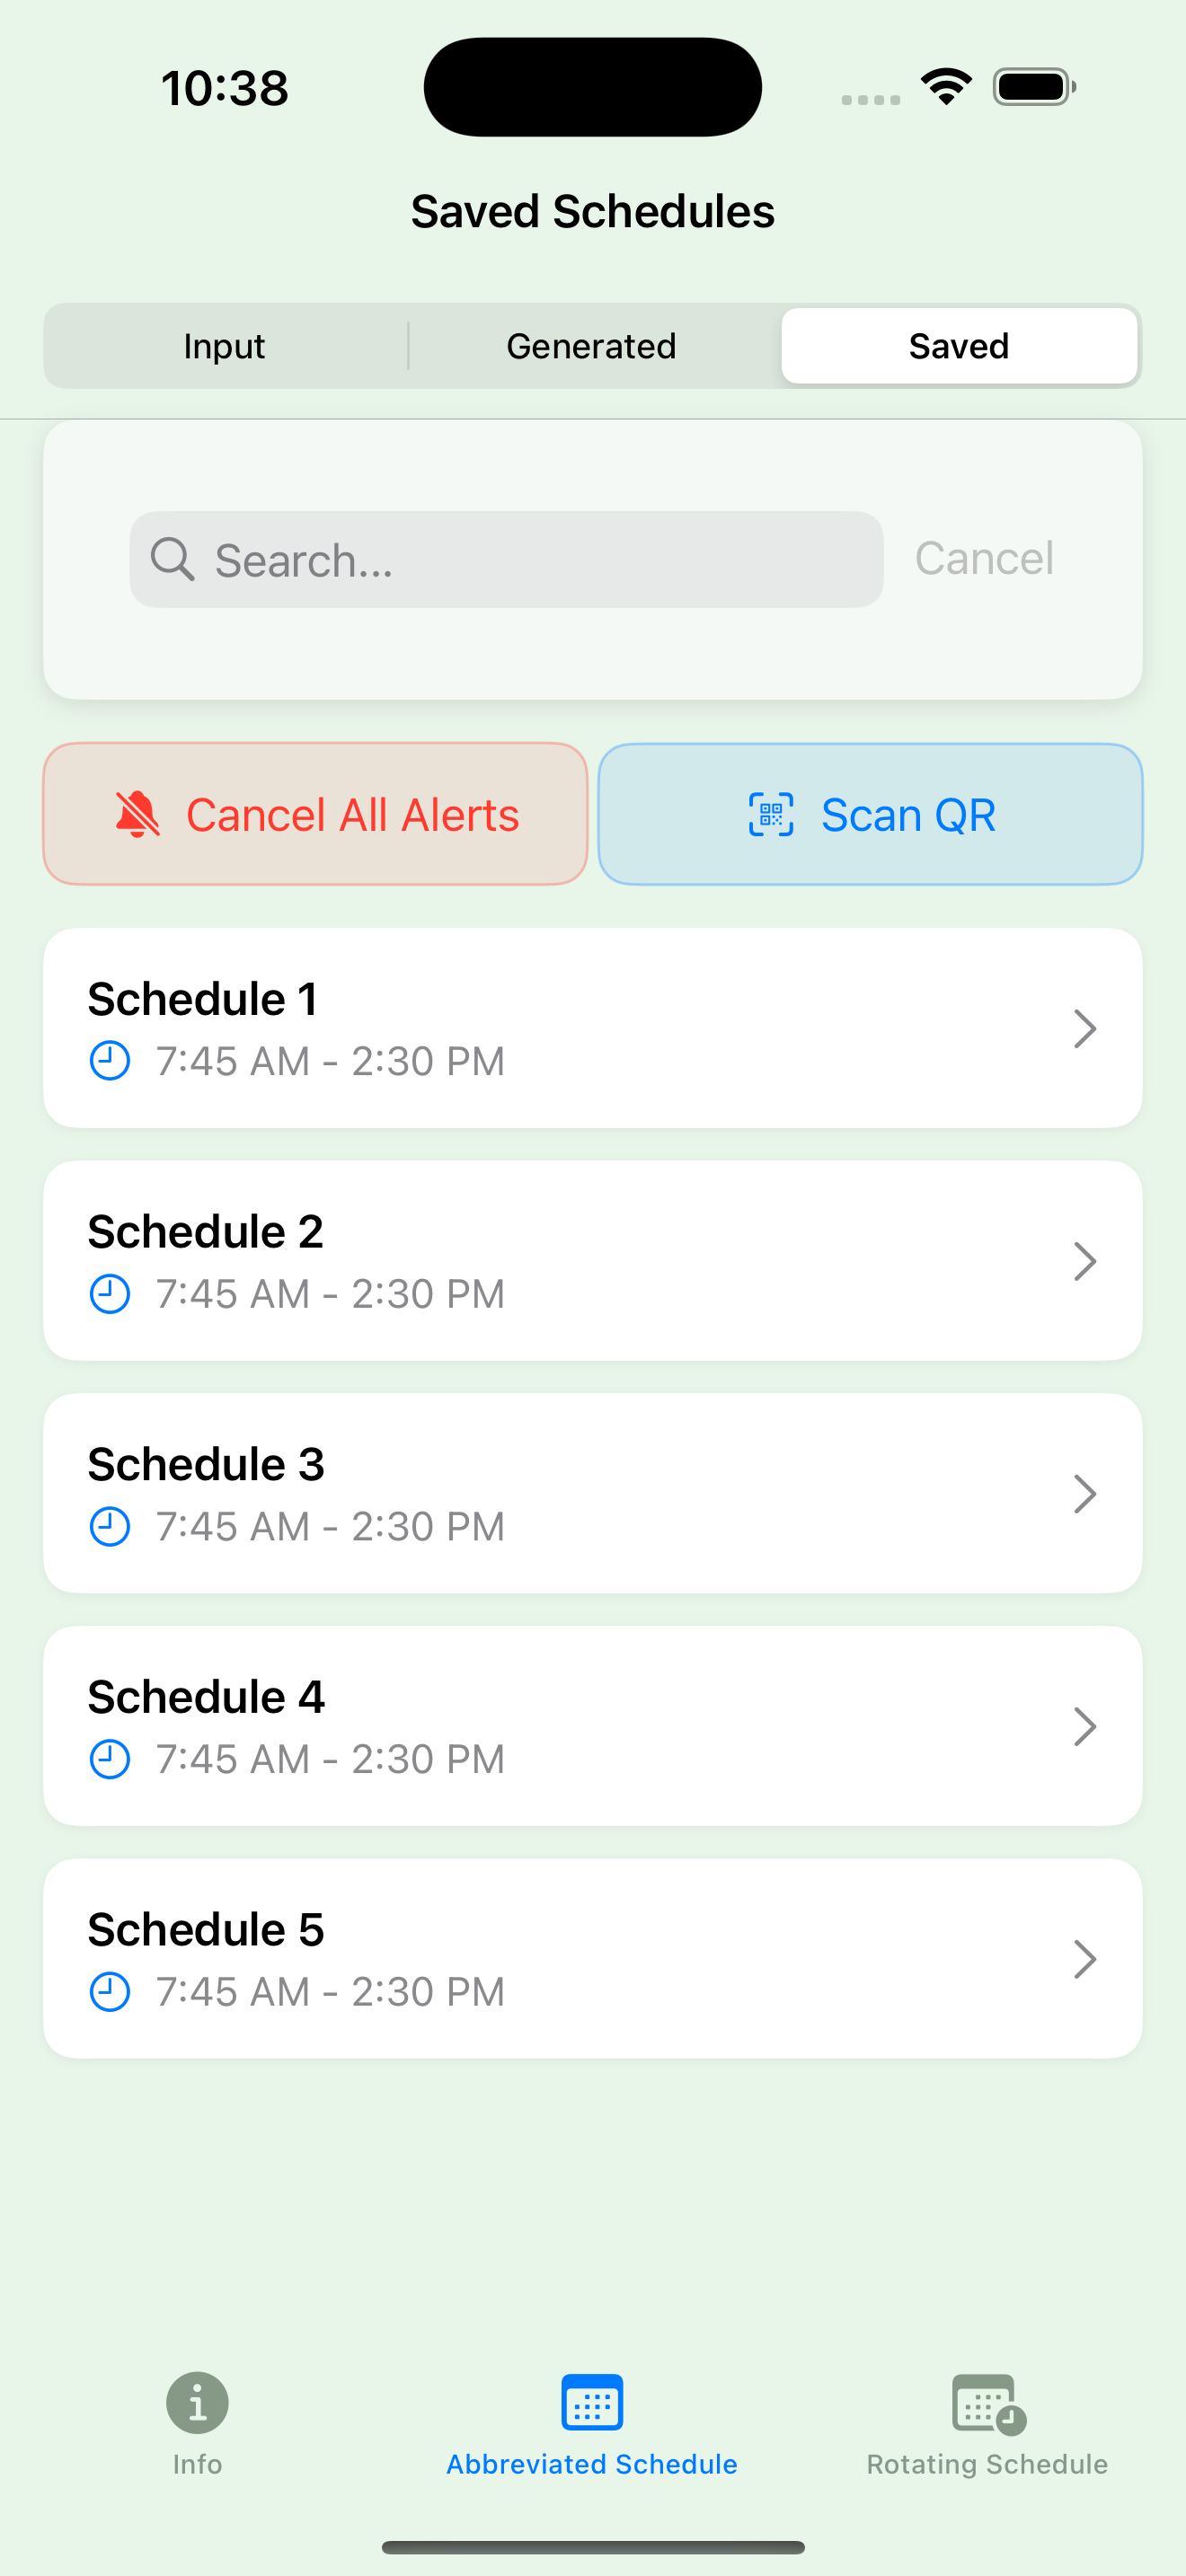 10:38
Saved Schedules
Input Generated Saved
Search... Cancel
Cancel All Alerts Scan QR
Schedule 1
7:45 AM - 2:30 PM
Schedule 2
7:45 AM - 2:30 PM
Schedule 3
7:45 AM - 2:30 PM
Schedule 4
7:45 AM - 2:30 PM
Schedule 5
7:45 AM - 2:30 PM
Info Abbreviated Schedule Rotating Schedule